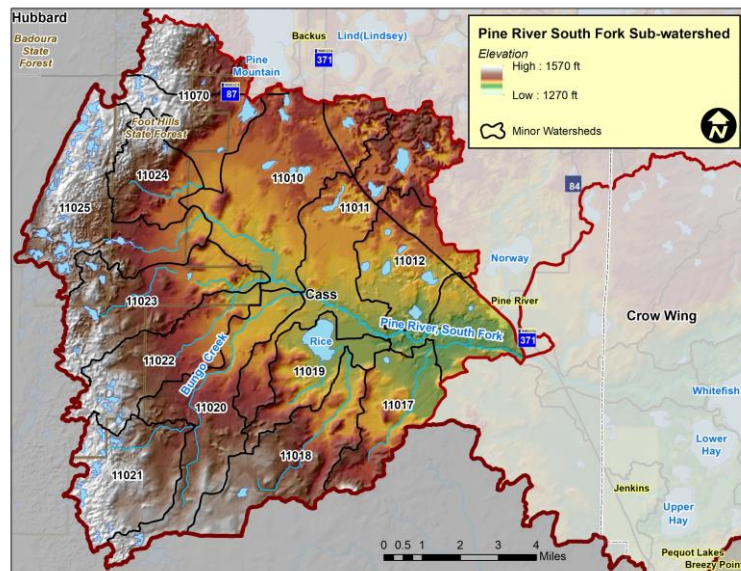 Hubbard
Badoura
State
Forest
Pine
Mountain
Backus
Lind(Lindsey)
371
87
11070
Foot Hills
State Forest
11024
11025
11010
11011
11012
11023
11022
Cass
Bungo Creek
Rice
Pine River, South Fork
11019
11020
11017
11018
11021
Pine River South Fork Sub-watershed
Elevation
High : 1570 ft
Low : 1270 ft
Minor Watersheds
N
84
Norway
Pine River
371
Crow Wing
Whitefish
Lower
Hay
Jenkins
Upper
Hay
Pequot Lakes
Breezy Point
0 0.5 1 2 3 4
Miles